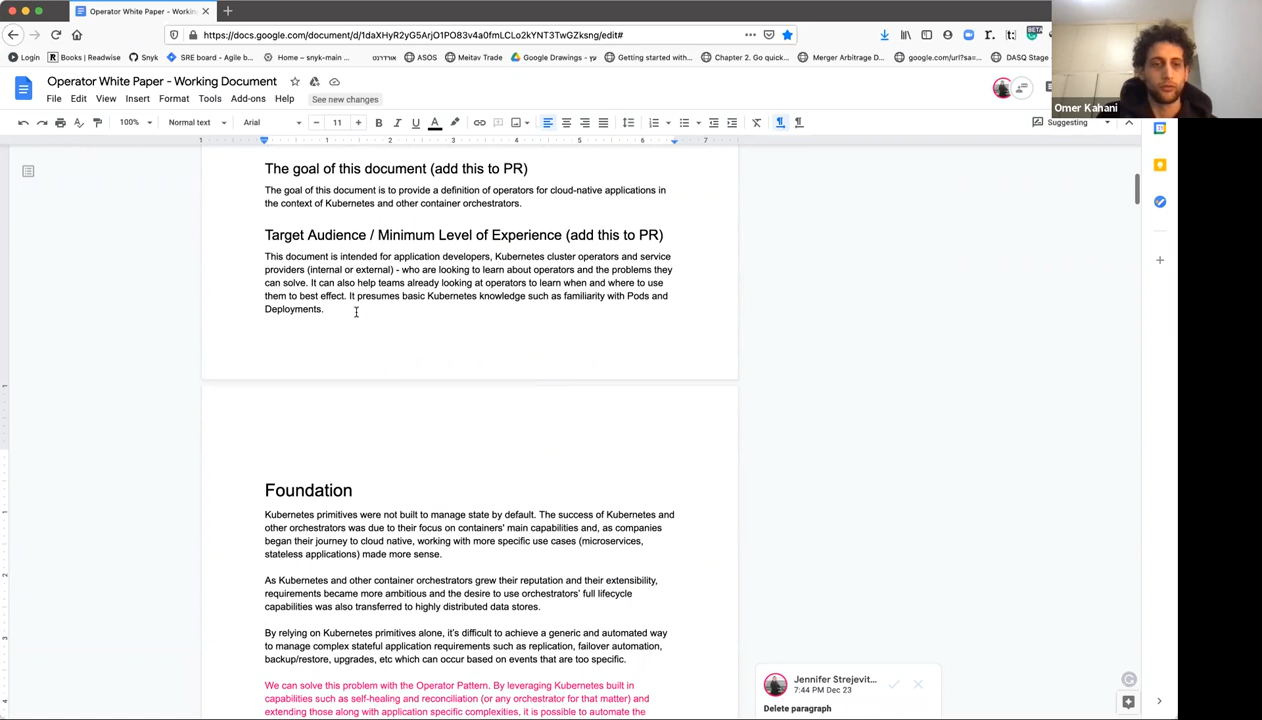 Operator White Paper - Workin
https://docs.google.com/document/d/1daXHyR2yG5ArjO1PO83v4a0fmLCLo2kYNT3TwGZksng/edit#
BETA
Login
Books | Readwise
Snyk
SRE board - Agile b...
Home – snyk-main ...
אורדרנט
ASOS
Meitav Trade
Google Drawings - ץ
Getting started with...
Chapter 2. Go quick...
Merger Arbitrage D...
google.com/url?sa=...
DASQ Stage
Operator White Paper - Working Document
File Edit View Insert Format Tools Add-ons Help See new changes
100% Normal text Arial 11 B I U A Suggesting
Omer Kahani
1 1 2 3 4 5 6 7
The goal of this document (add this to PR)
The goal of this document is to provide a definition of operators for cloud-native applications in
the context of Kubernetes and other container orchestrators.
Target Audience / Minimum Level of Experience (add this to PR)
This document is intended for application developers, Kubernetes cluster operators and service
providers (internal or external) - who are looking to learn about operators and the problems they
can solve. It can also help teams already looking at operators to learn when and where to use
them to best effect. It presumes basic Kubernetes knowledge such as familiarity with Pods and
Deployments.
Foundation
Kubernetes primitives were not built to manage state by default. The success of Kubernetes and
other orchestrators was due to their focus on containers' main capabilities and, as companies
began their journey to cloud native, working with more specific use cases (microservices,
stateless applications) made more sense.
As Kubernetes and other container orchestrators grew their reputation and their extensibility,
requirements became more ambitious and the desire to use orchestrators' full lifecycle
capabilities was also transferred to highly distributed data stores.
By relying on Kubernetes primitives alone, it's difficult to achieve a generic and automated way
to manage complex stateful application requirements such as replication, failover automation,
backup/restore, upgrades, etc which can occur based on events that are too specific.
We can solve this problem with the Operator Pattern. By leveraging Kubernetes built in
capabilities such as self-healing and reconciliation (or any orchestrator for that matter) and
extending those along with application specific complexities, it is possible to automate the
Jennifer Strejevit...
7:44 PM Dec 23
Delete paragraph